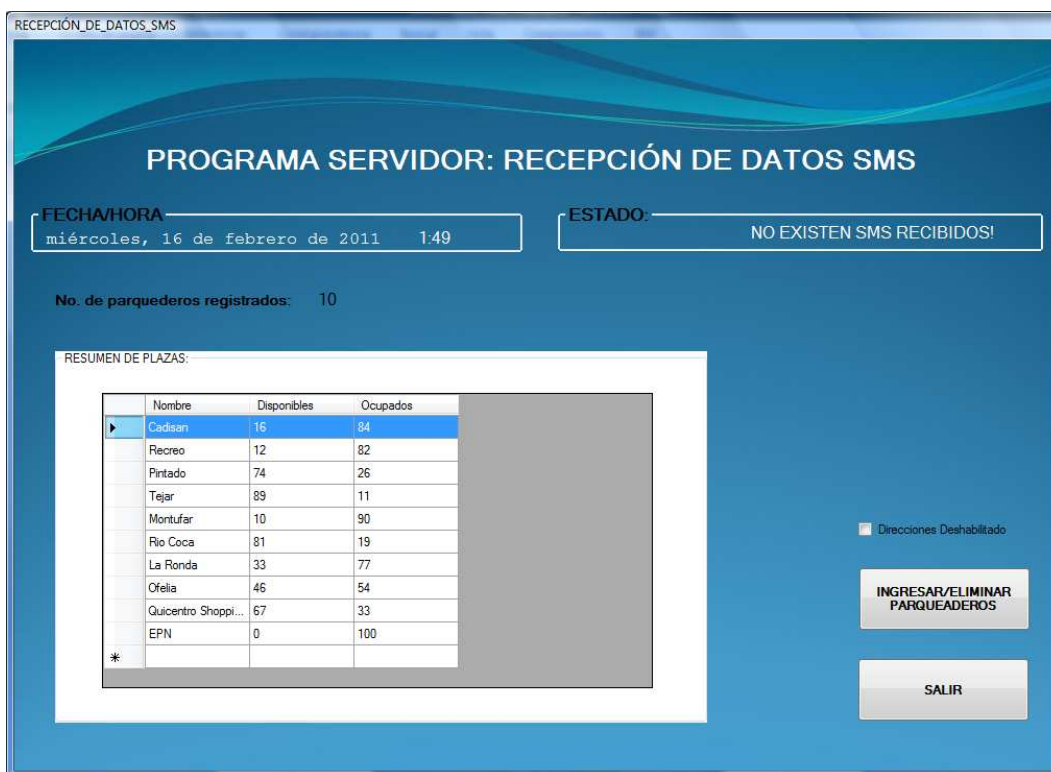 RECEPCIÓN_DE_DATOS_SMS
PROGRAMA SERVIDOR: RECEPCIÓN DE DATOS SMS
FECHA/HORA
miércoles, 16 de febrero de 2011 1:49
ESTADO:
NO EXISTEN SMS RECIBIDOS!
No. de parquederos registrados: 10
RESUMEN DE PLAZAS:
Nombre Disponibles Ocupados
Cadisan 16 84
Recreo 12 82
Pintado 74 26
Tejar 89 11
Montufar 10 90
Rio Coca 81 19
La Ronda 33 77
Ofelia 46 54
Quicentro Shoppi... 67 33
EPN 0 100
Direcciones Deshabilitado
INGRESAR/ELIMINAR
PARQUEADEROS
SALIR